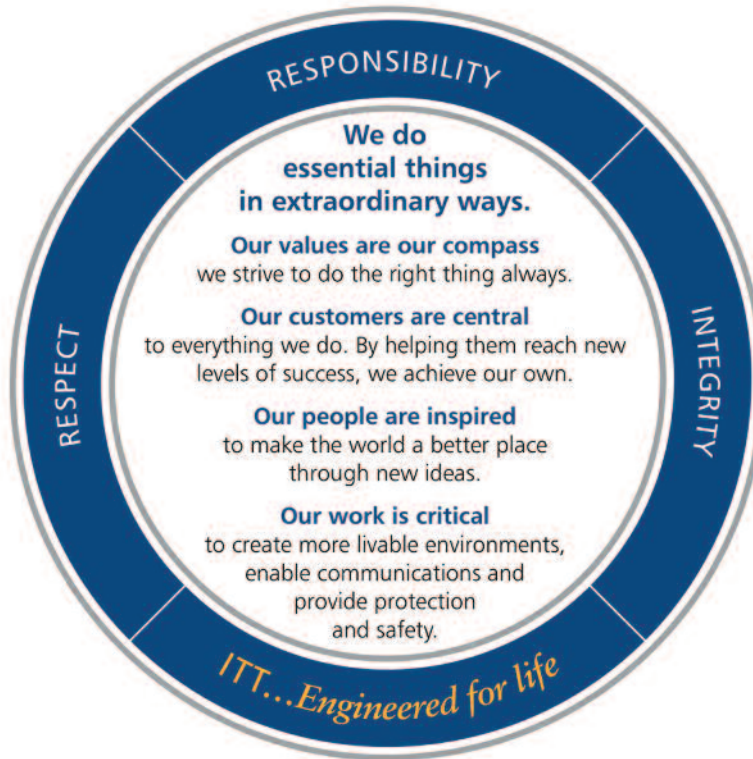 RESPONSIBILITY
We do
essential things
in extraordinary ways.
Our values are our compass
we strive to do the right thing always.
Our customers are central
to everything we do. By helping them reach new
levels of success, we achieve our own.
Our people are inspired
to make the world a better place
through new ideas.
Our work is critical
to create more livable environments,
enable communications and
provide protection
and safety.
RESPECT
INTEGRITY
ITT...Engineered for life